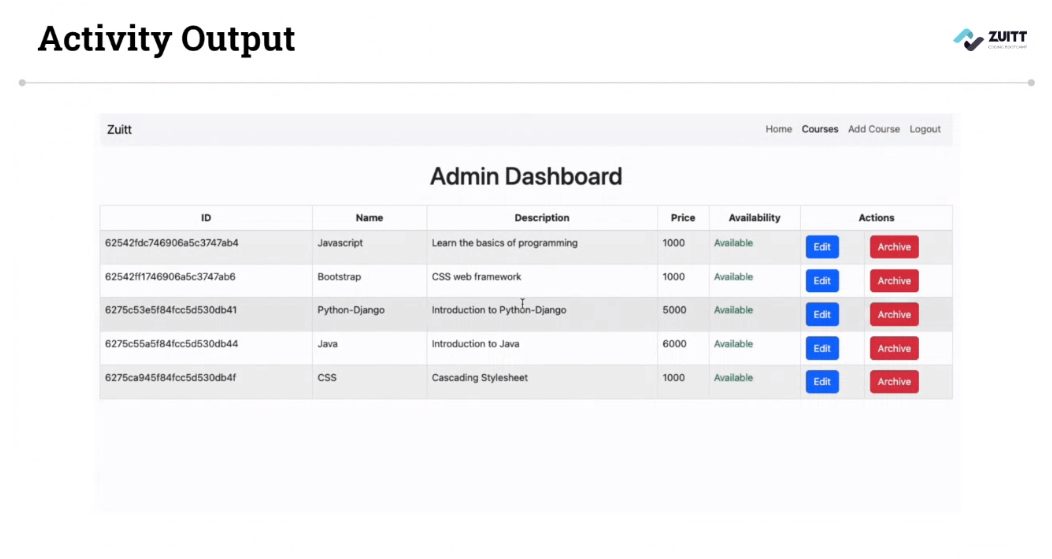 Activity Output
ZUITT
CODING BOOTCAMP
Zuitt Home Courses Add Course Logout
Admin Dashboard
ID Name Description Price Availability Actions
62542fdc746906a5c3747ab4 Javascript Learn the basics of programming 1000 Available Edit Archive
62542ff1746906a5c3747ab6 Bootstrap CSS web framework 1000 Available Edit Archive
6275c53e5f84fcc5d530db41 Python-Django Introduction to Python-Django 5000 Available Edit Archive
6275c55a5f84fcc5d530db44 Java Introduction to Java 6000 Available Edit Archive
6275ca945f84fcc5d530db4f CSS Cascading Stylesheet 1000 Available Edit Archive